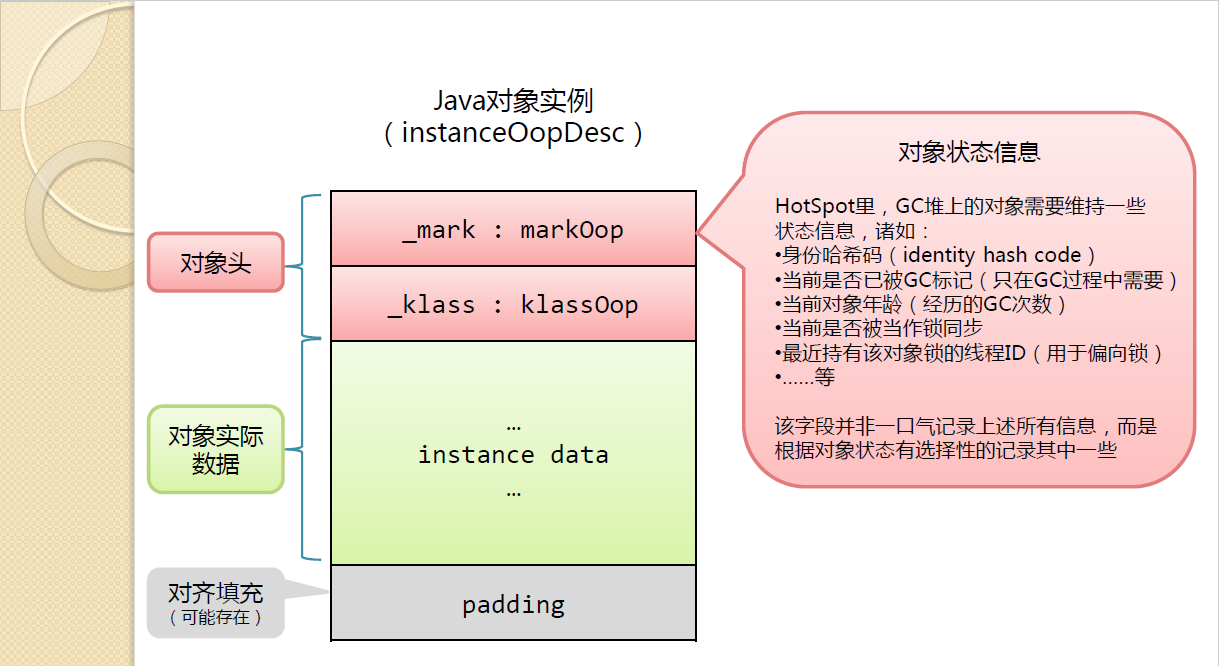 Java对象实例
（instanceOopDesc）
对象头
_mark : markOop
_klass : klassOop
对象实际
数据
…
instance data
…
对齐填充
（可能存在）
padding
对象状态信息
HotSpot里，GC堆上的对象需要维持一些
状态信息，诸如：
•身份哈希码（identity hash code）
•当前是否已被GC标记（只在GC过程中需要）
•当前对象年龄（经历的GC次数）
•当前是否被当作锁同步
•最近持有该对象锁的线程ID（用于偏向锁）
•……等
该字段并非一口气记录上述所有信息，而是
根据对象状态有选择性的记录其中一些